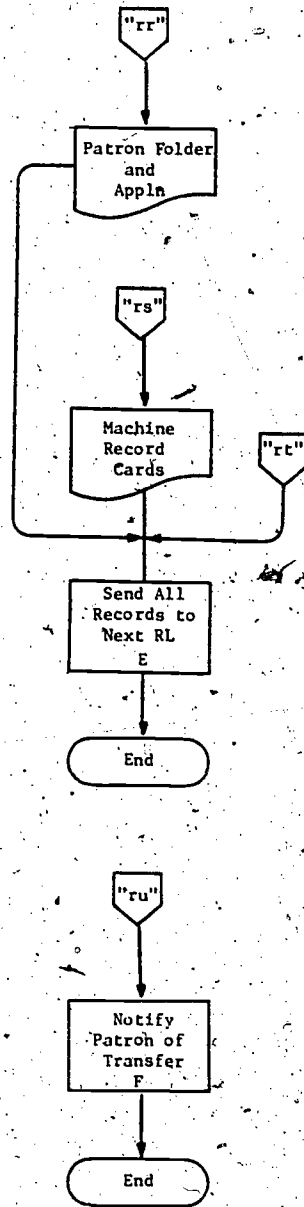 "rr"
Patron Folder
and
Appln
"rs"
Machine
Record
Cards
"rt"
Send All
Records to
Next RL
E
End
"ru"
Notify
Patron of
Transfer
F
End